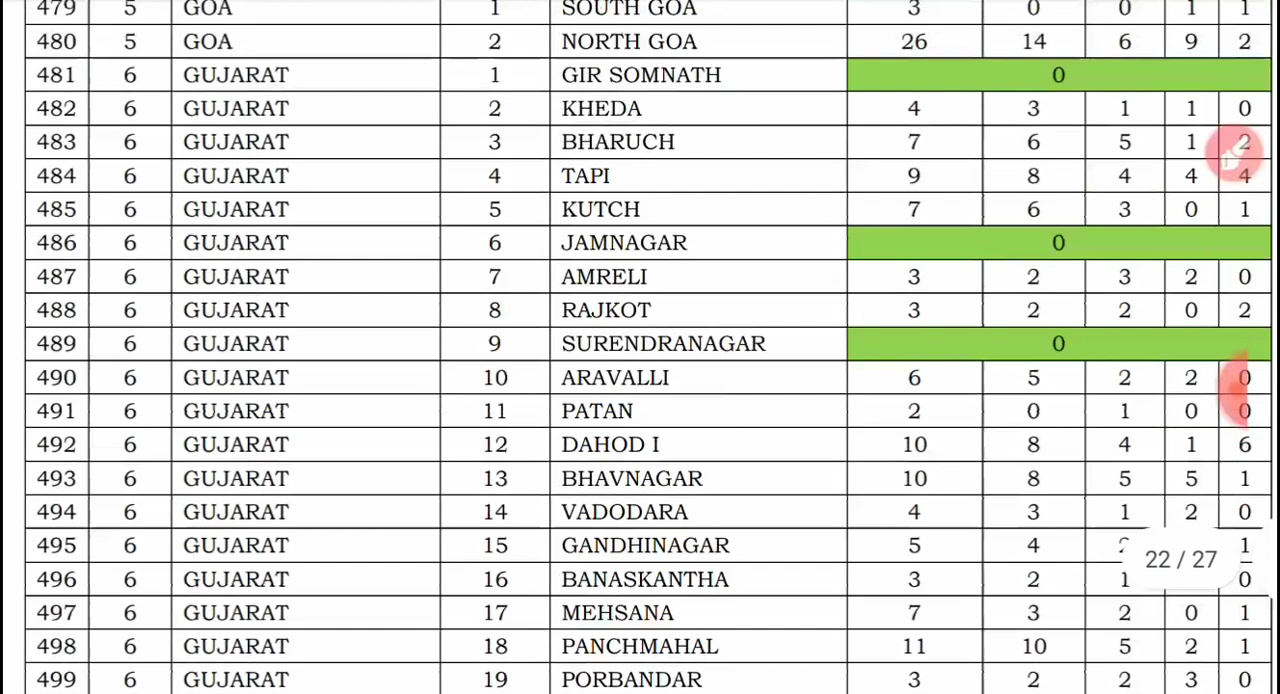 479 5 GOA 1 SOUTH GOA 3 0 0 1 1
480 5 GOA 2 NORTH GOA 26 14 6 9 2
481 6 GUJARAT 1 GIR SOMNATH 0
482 6 GUJARAT 2 KHEDA 4 3 1 1 0
483 6 GUJARAT 3 BHARUCH 7 6 5 1 2
484 6 GUJARAT 4 TAPI 9 8 4 4 4
485 6 GUJARAT 5 KUTCH 7 6 3 0 1
486 6 GUJARAT 6 JAMNAGAR 0
487 6 GUJARAT 7 AMRELI 3 2 3 2 0
488 6 GUJARAT 8 RAJKOT 3 2 2 0 2
489 6 GUJARAT 9 SURENDRANAGAR 0
490 6 GUJARAT 10 ARAVALLI 6 5 2 2 0
491 6 GUJARAT 11 PATAN 2 0 1 0 0
492 6 GUJARAT 12 DAHOD I 10 8 4 1 6
493 6 GUJARAT 13 BHAVNAGAR 10 8 5 5 1
494 6 GUJARAT 14 VADODARA 4 3 1 2 0
495 6 GUJARAT 15 GANDHINAGAR 5 4 1
22 / 27
496 6 GUJARAT 16 BANASKANTHA 3 2 1 0
497 6 GUJARAT 17 MEHSANA 7 3 2 0 1
498 6 GUJARAT 18 PANCHMAHAL 11 10 5 2 1
499 6 GUJARAT 19 PORBANDAR 3 2 2 3 0